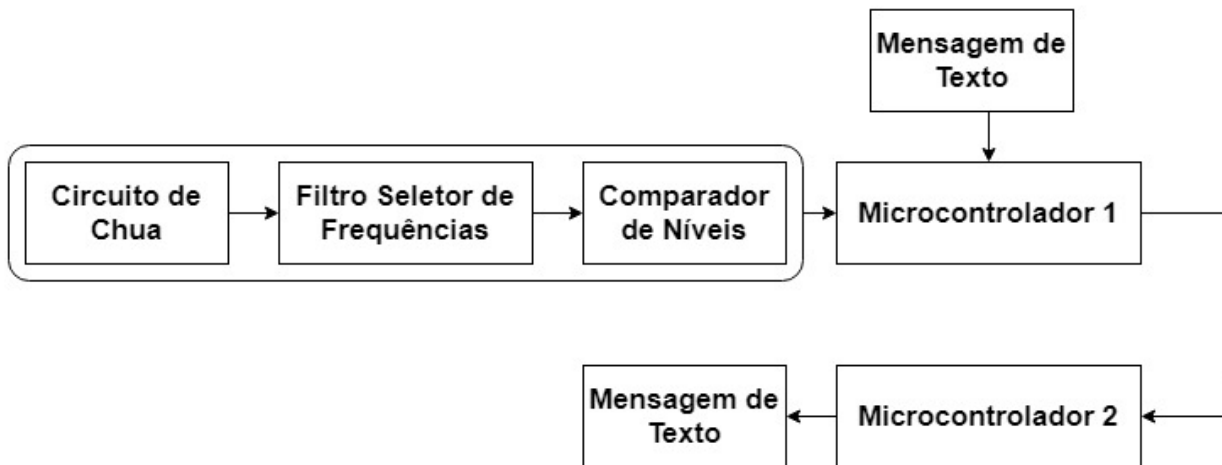 Mensagem de
Texto
Circuito de
Chua
Filtro Seletor de
Frequências
Comparador
de Níveis
Microcontrolador 1
Mensagem de
Texto
Microcontrolador 2